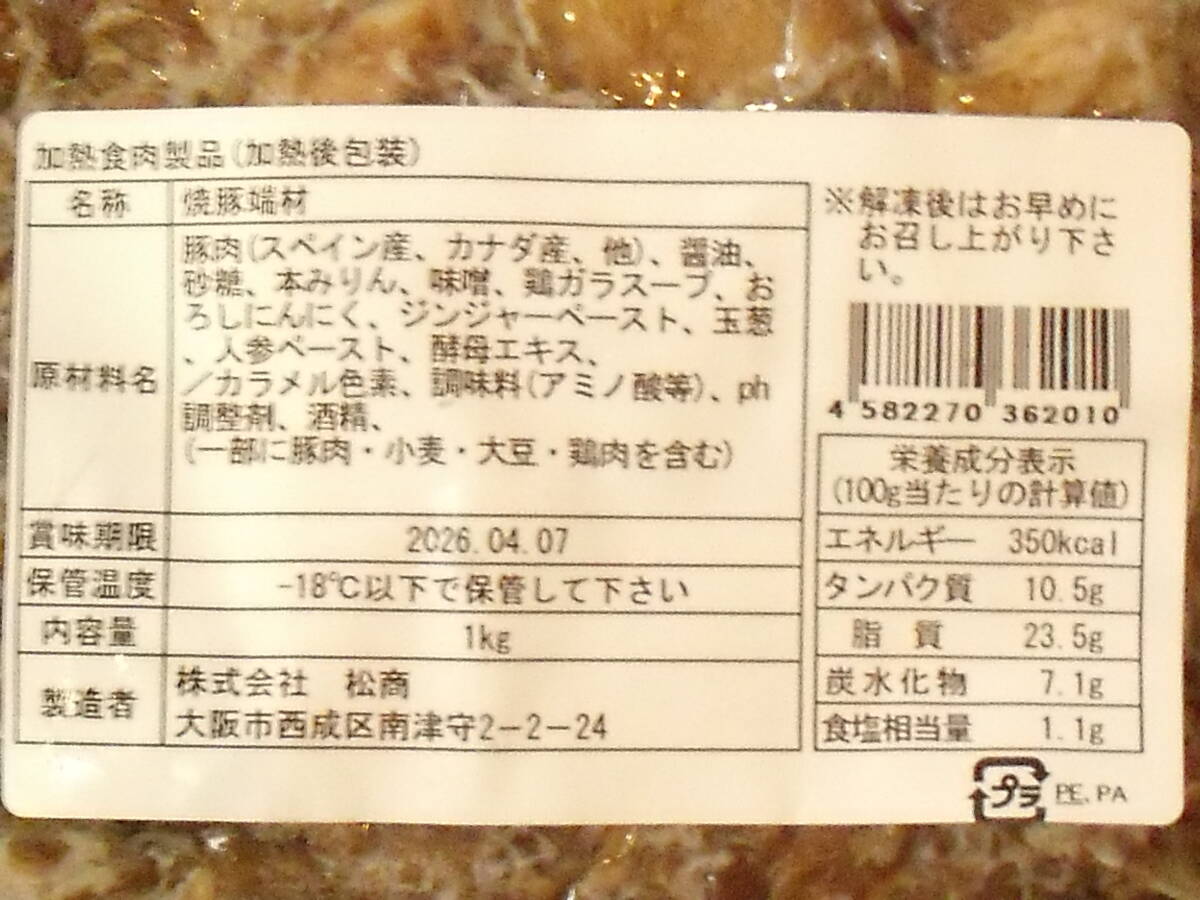 加熱食肉製品(加熱後包装)
名称 焼豚端材
原材料名
豚肉(スペイン産、カナダ産、他)、醤油、
砂糖、本みりん、味噌、鶏ガラスープ、お
ろしにんにく、ジンジャーペースト、玉葱
、人参ペースト、酵母エキス、
/カラメル色素、調味料(アミノ酸等)、ph
調整剤、酒精、
(一部に豚肉・小麦・大豆・鶏肉を含む)
賞味期限 2026.04.07
保管温度 -18℃以下で保管して下さい
内容量 1kg
製造者
株式会社 松商
大阪市西成区南津守2-2-24
※解凍後はお早めに
お召し上がり下さ
い。
4 582270 362010
栄養成分表示
(100g当たりの計算値)
エネルギー 350kcal
タンパク質 10.5g
脂 質 23.5g
炭水化物 7.1g
食塩相当量 1.1g
プラ PE、PA